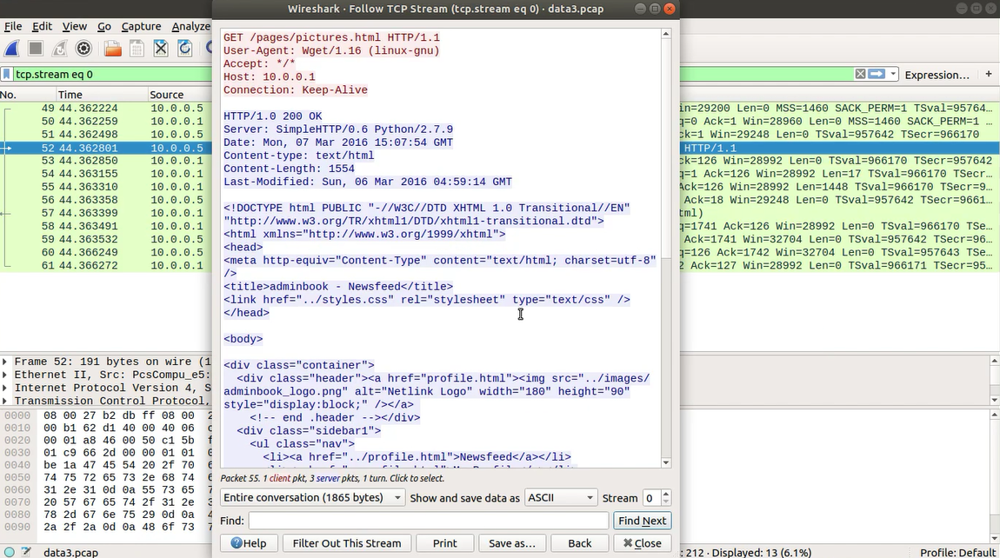 Wireshark · Follow TCP Stream (tcp.stream eq 0) · data3.pcap
File Edit View Go Capture Analyze
tcp.stream eq 0
Expression… +
No. Time Source
49 44.362224 10.0.0.5
50 44.362259 10.0.0.1
51 44.362498 10.0.0.5
52 44.362801 10.0.0.5
53 44.362850 10.0.0.1
54 44.363155 10.0.0.1
55 44.363310 10.0.0.1
56 44.363358 10.0.0.5
57 44.363399 10.0.0.1
58 44.363491 10.0.0.1
59 44.363532 10.0.0.5
60 44.366249 10.0.0.5
61 44.366272 10.0.0.1
in=29200 Len=0 MSS=1460 SACK_PERM=1 TSval=95764…
q=0 Ack=1 Win=28960 Len=0 MSS=1460 SACK_PERM=1 …
ck=1 Win=29248 Len=0 TSval=957642 TSecr=966170
HTTP/1.1
ck=126 Win=28992 Len=0 TSval=966170 TSecr=957642
q=1 Ack=126 Win=28992 Len=17 TSval=966170 TSecr…
Ack=126 Win=28992 Len=1448 TSval=966170 TSecr=9…
Ack=18 Win=29248 Len=0 TSval=957642 TSecr=9661…
tml)
q=1741 Ack=126 Win=28992 Len=0 TSval=966170 TSe…
Ack=1741 Win=32704 Len=0 TSval=957642 TSecr=96…
q=126 Ack=1742 Win=32704 Len=0 TSval=957643 TSe…
2 Ack=127 Win=28992 Len=0 TSval=966171 TSecr=95…
GET /pages/pictures.html HTTP/1.1
User-Agent: Wget/1.16 (linux-gnu)
Accept: */*
Host: 10.0.0.1
Connection: Keep-Alive
HTTP/1.0 200 OK
Server: SimpleHTTP/0.6 Python/2.7.9
Date: Mon, 07 Mar 2016 15:07:54 GMT
Content-type: text/html
Content-Length: 1554
Last-Modified: Sun, 06 Mar 2016 04:59:14 GMT
<!DOCTYPE html PUBLIC "-//W3C//DTD XHTML 1.0 Transitional//EN"
"http://www.w3.org/TR/xhtml1/DTD/xhtml1-transitional.dtd">
<html xmlns="http://www.w3.org/1999/xhtml">
<head>
<meta http-equiv="Content-Type" content="text/html; charset=utf-8"
/>
<title>adminbook - Newsfeed</title>
<link href="../styles.css" rel="stylesheet" type="text/css" />
</head>
<body>
<div class="container">
<div class="header"><a href="profile.html"><img src="../images/
adminbook_logo.png" alt="Netlink Logo" width="180" height="90"
style="display:block;" /></a>
<!-- end .header --></div>
<div class="sidebar1">
<ul class="nav">
<li><a href="../profile.html">Newsfeed</a></li>
Frame 52: 191 bytes on wire (1
Ethernet II, Src: PcsCompu_e5:
Internet Protocol Version 4, S
Transmission Control Protocol,
0000 08 00 27 b2 db ff 08 00 2
0010 00 b1 62 d1 40 00 40 06 c
0020 00 01 a8 46 00 50 c1 5b f
0030 01 c9 66 2d 00 00 01 01 0
0040 be 1a 47 45 54 20 2f 70 6
0050 74 75 72 65 73 2e 68 74 6
0060 31 2e 31 0d 0a 55 73 65 7
0070 20 57 67 65 74 2f 31 2e 3
0080 78 2d 67 6e 75 29 0d 0a 4
0090 2a 2f 2a 0d 0a 48 6f 73 7
Packet 55. 1 client pkt, 3 server pkts, 1 turn. Click to select.
Entire conversation (1865 bytes) Show and save data as ASCII Stream 0
Find: Find Next
Help Filter Out This Stream Print Save as… Back Close
data3.pcap
: 212 · Displayed: 13 (6.1%) Profile: Default